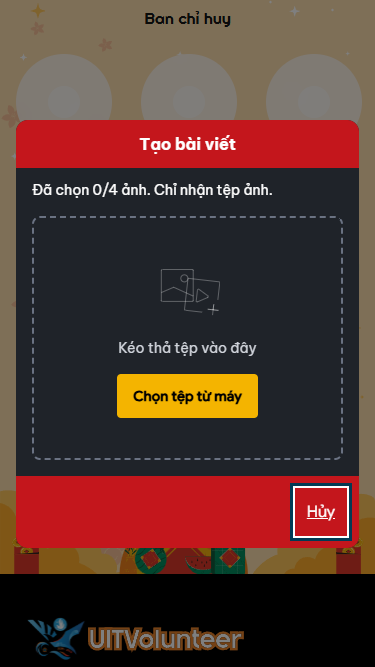 Ban chỉ huy
Tạo bài viết
Đã chọn 0/4 ảnh. Chỉ nhận tệp ảnh.
Kéo thả tệp vào đây
Chọn tệp từ máy
Hủy
UITVolunteer